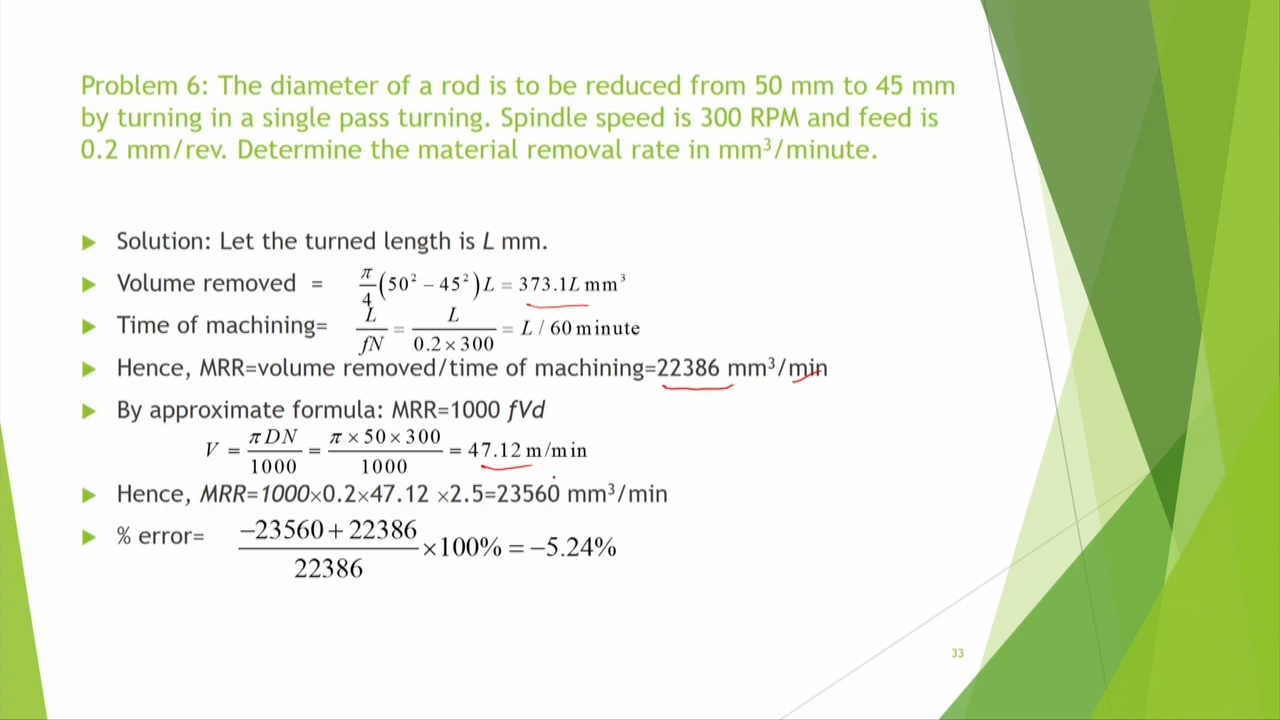 Problem 6: The diameter of a rod is to be reduced from 50 mm to 45 mm
by turning in a single pass turning. Spindle speed is 300 RPM and feed is
0.2 mm/rev. Determine the material removal rate in mm³/minute.
Solution: Let the turned length is L mm.
Volume removed = π/4 (50² − 45²)L = 373.1L mm³
Time of machining= L/fN = L/(0.2×300) = L / 60 minute
Hence, MRR=volume removed/time of machining=22386 mm³/min
By approximate formula: MRR=1000 fVd
V = πDN/1000 = π×50×300/1000 = 47.12 m/min
Hence, MRR=1000×0.2×47.12 ×2.5=23560 mm³/min
% error= (−23560+22386)/22386 ×100% = −5.24%
33